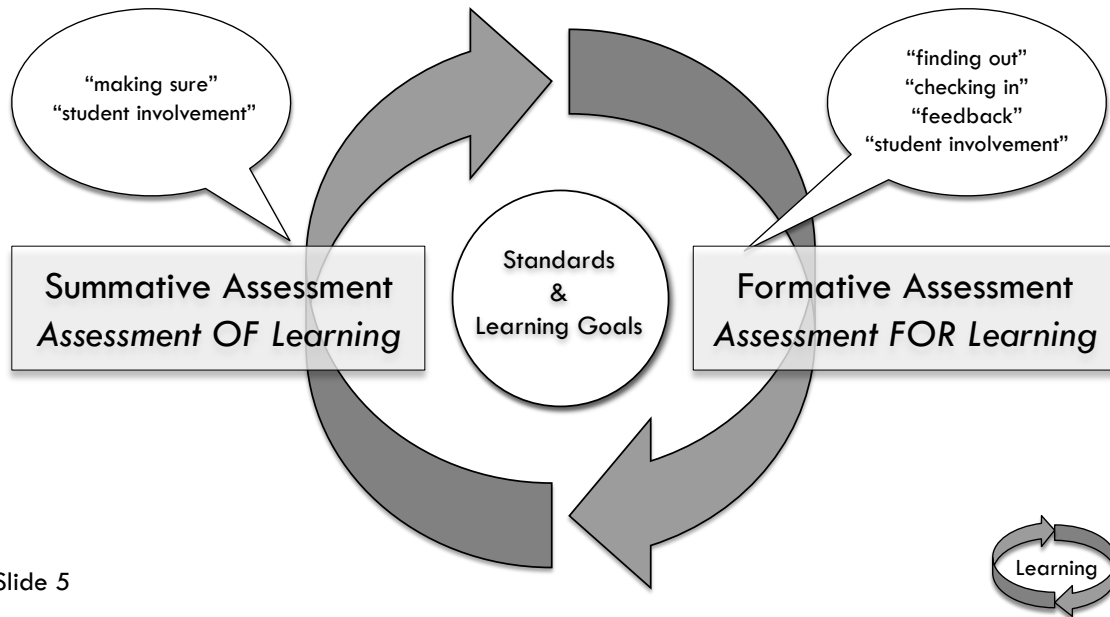 “making sure”
“student involvement”
“finding out”
“checking in”
“feedback”
“student involvement”
Summative Assessment
Assessment OF Learning
Standards
&
Learning Goals
Formative Assessment
Assessment FOR Learning
Slide 5
Learning